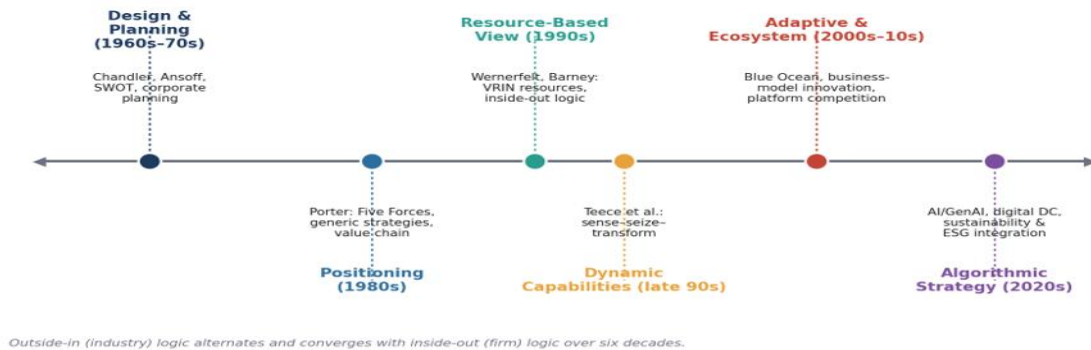 Design &
Planning
(1960s–70s)
Chandler, Ansoff,
SWOT, corporate
planning
Resource-Based
View (1990s)
Wernerfelt, Barney:
VRIN resources,
inside-out logic
Adaptive &
Ecosystem (2000s–10s)
Blue Ocean, business-
model innovation,
platform competition
Porter: Five Forces,
generic strategies,
value chain
Positioning
(1980s)
Teece et al.:
sense–seize–
transform
Dynamic
Capabilities (late 90s)
AI/GenAI, digital DC,
sustainability &
ESG integration
Algorithmic
Strategy (2020s)
Outside-in (industry) logic alternates and converges with inside-out (firm) logic over six decades.